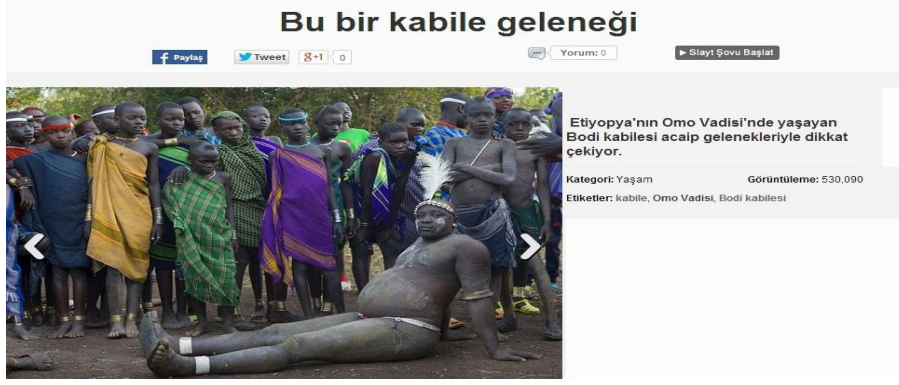 Bu bir kabile geleneği
Paylaş Tweet g+1 0 Yorum: 0 Slayt Şovu Başlat
Etiyopya'nın Omo Vadisi'nde yaşayan
Bodi kabilesi acaip gelenekleriyle dikkat
çekiyor.
Kategori: Yaşam Görüntüleme: 530,090
Etiketler: kabile, Omo Vadisi, Bodi kabilesi